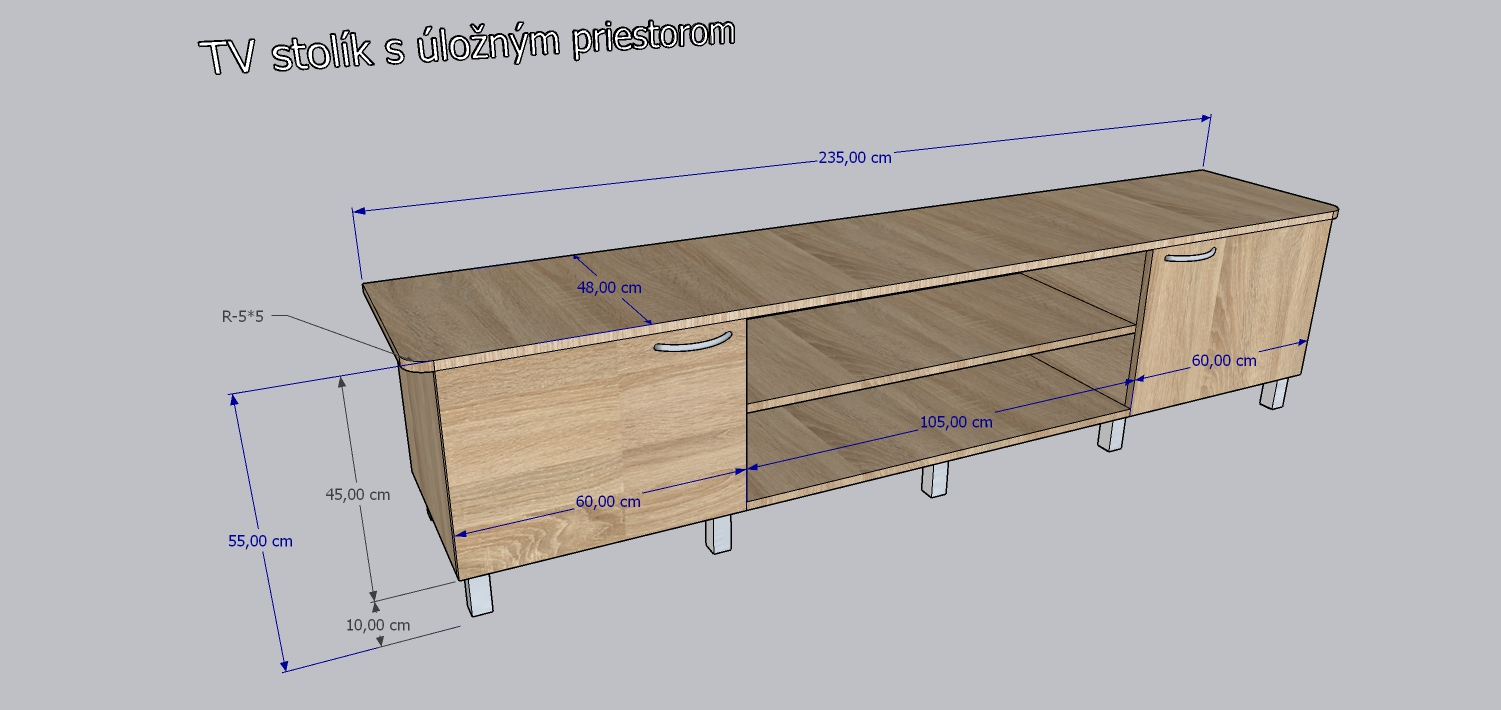 TV stolík s úložným priestorom
235,00 cm
48,00 cm
R-5*5
60,00 cm
105,00 cm
45,00 cm
60,00 cm
55,00 cm
10,00 cm